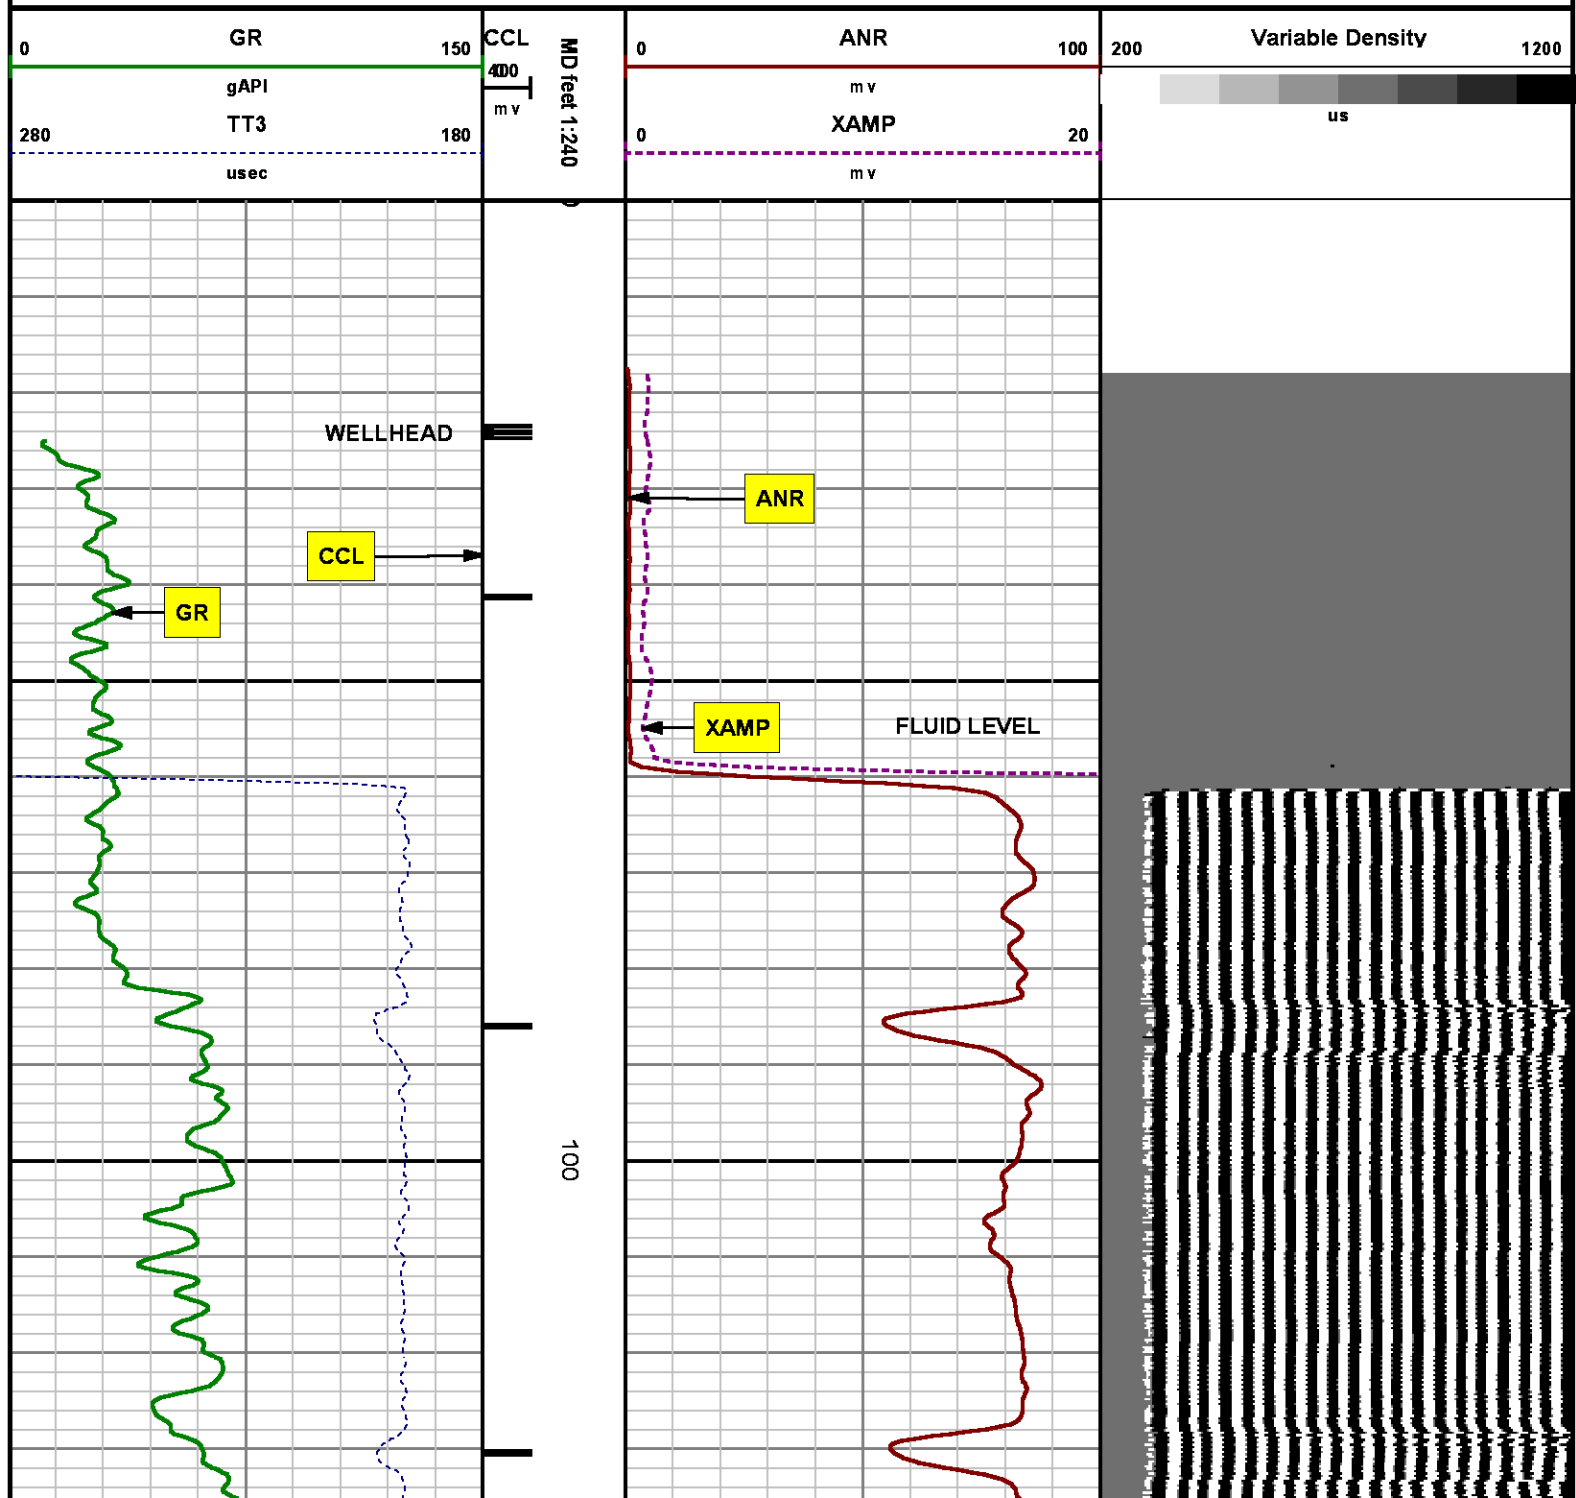 GR
0 150
gAPI
TT3
280 180
usec
CCL
400
mv
MD feet 1:240
ANR
0 100
mv
XAMP
0 20
mv
Variable Density
200 1200
us
WELLHEAD
ANR
CCL
GR
XAMP
FLUID LEVEL
100